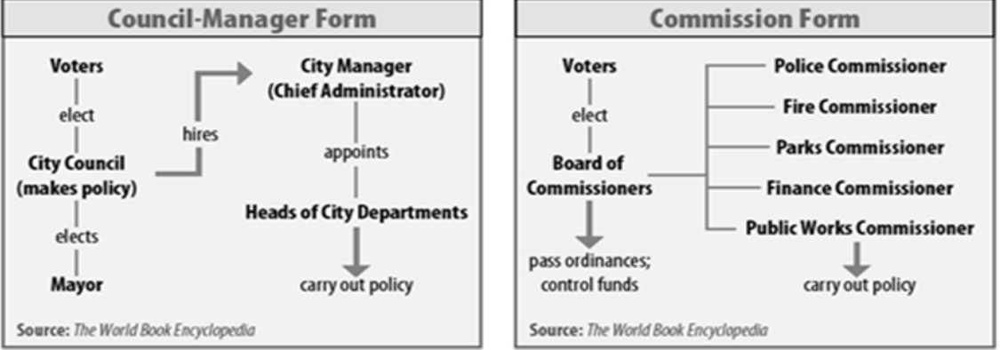 Council-Manager Form
Voters
elect
City Council
(makes policy)
elects
Mayor
hires
City Manager
(Chief Administrator)
appoints
Heads of City Departments
carry out policy
Source: The World Book Encyclopedia
Commission Form
Voters
elect
Board of
Commissioners
pass ordinances;
control funds
Police Commissioner
Fire Commissioner
Parks Commissioner
Finance Commissioner
Public Works Commissioner
carry out policy
Source: The World Book Encyclopedia